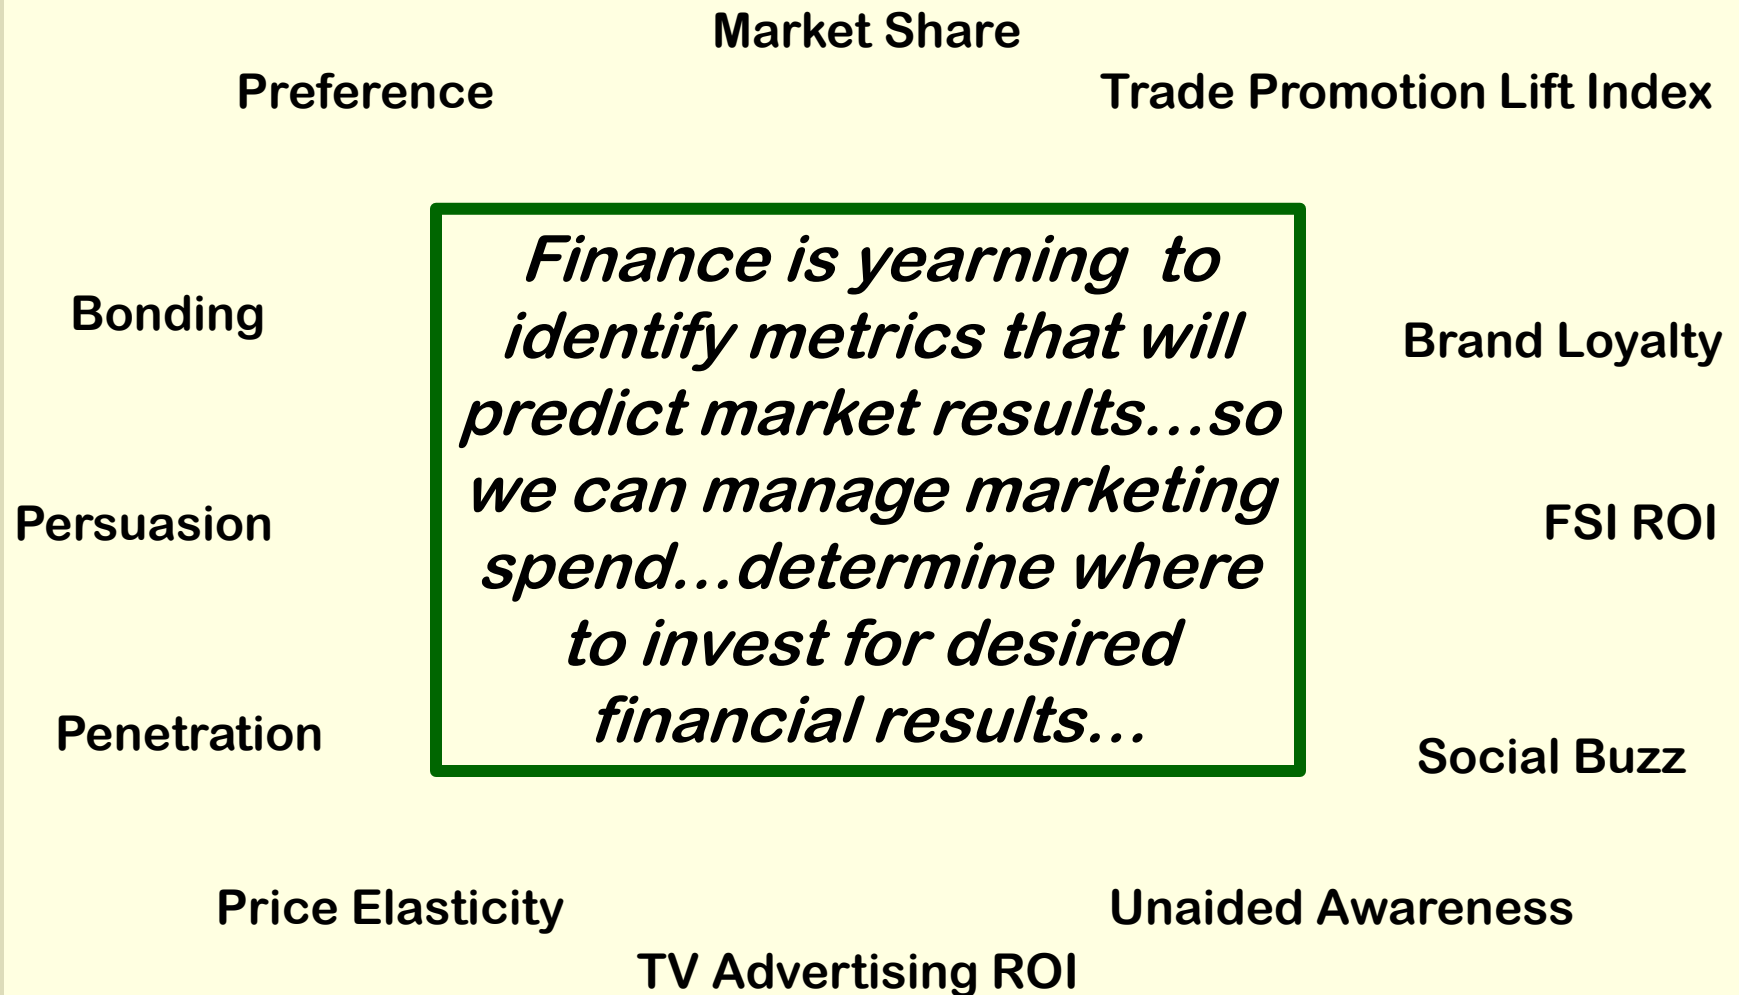 Market Share
Preference
Trade Promotion Lift Index
Finance is yearning  to
identify metrics that will
predict market results...so
we can manage marketing
spend...determine where
to invest for desired
financial results...
Bonding
Brand Loyalty
Persuasion
FSI ROI
Penetration
Social Buzz
Price Elasticity
Unaided Awareness
TV Advertising ROI